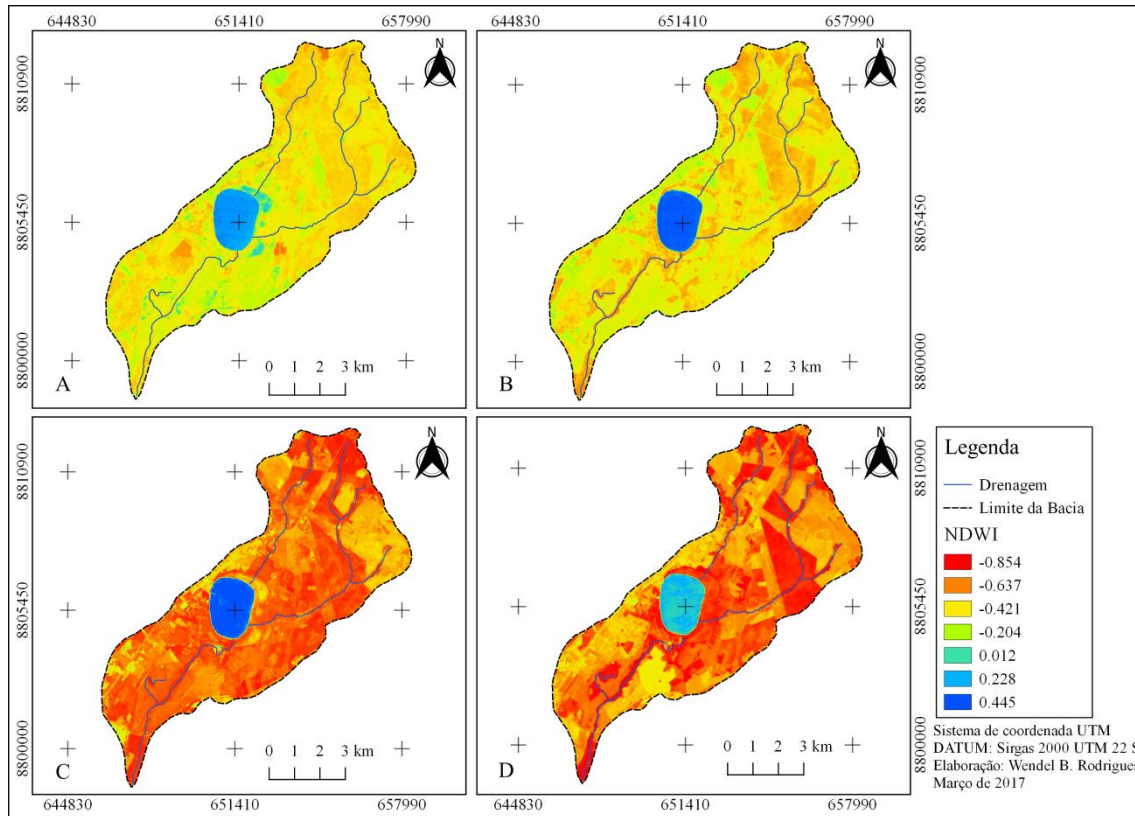 644830 651410 657990 651410 657990
N N
8810900 8810900
8805450 8805450
8800000 8800000
0 1 2 3 km 0 1 2 3 km
A B
N N
8810900 8810900
8805450 8805450
8800000 8800000
0 1 2 3 km 0 1 2 3 km
C D
644830 651410 657990 644830 651410 657990
Legenda
Drenagem
Limite da Bacia
NDWI
-0.854
-0.637
-0.421
-0.204
0.012
0.228
0.445
Sistema de coordenada UTM
DATUM: Sirgas 2000 UTM 22 S
Elaboração: Wendel B. Rodrigues
Março de 2017